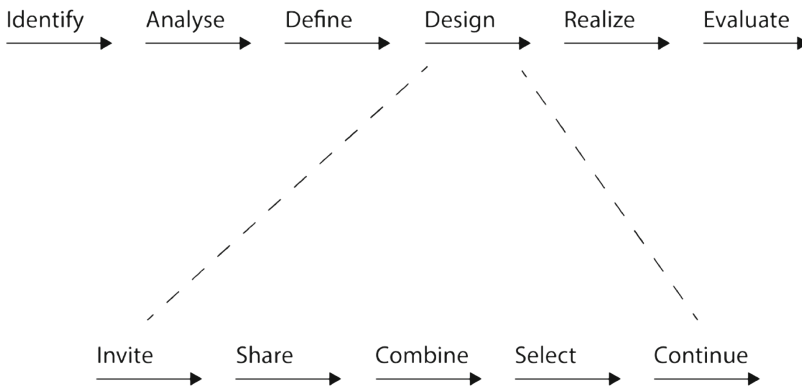 Identify Analyse Define Design Realize Evaluate
Invite Share Combine Select Continue